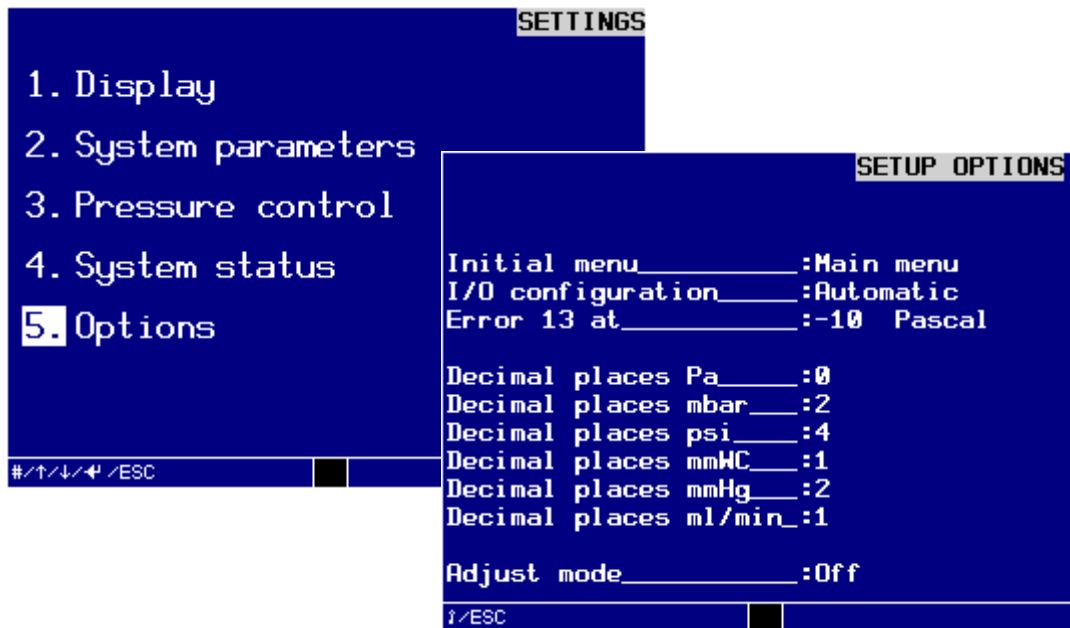 SETTINGS
1. Display
2. System parameters
3. Pressure control
4. System status
5. Options
#/↑/↓/↵ /ESC
SETUP OPTIONS
Initial menu__________:Main menu
I/O configuration_____:Automatic
Error 13 at___________:-10 Pascal
Decimal places Pa_____:0
Decimal places mbar___:2
Decimal places psi____:4
Decimal places mmWC___:1
Decimal places mmHg___:2
Decimal places ml/min_:1
Adjust mode___________:Off
⇧/ESC